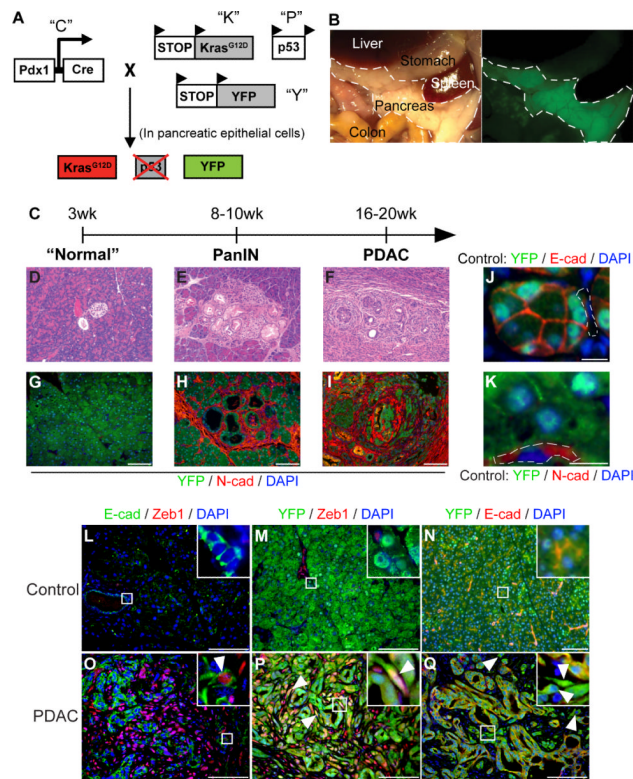 A
"C"
Pdx1
Cre
X
"K"
STOP
Kras^G12D
"P"
p53
STOP
YFP
"Y"
(In pancreatic epithelial cells)
Kras^G12D
p53
YFP
B
Liver
Stomach
Spleen
Pancreas
Colon
C
3wk
8-10wk
16-20wk
"Normal"
PanIN
PDAC
D
E
F
G
H
I
YFP / N-cad / DAPI
Control: YFP / E-cad / DAPI
J
K
Control: YFP / N-cad / DAPI
E-cad / Zeb1 / DAPI
YFP / Zeb1 / DAPI
YFP / E-cad / DAPI
Control
L
M
N
PDAC
O
P
Q